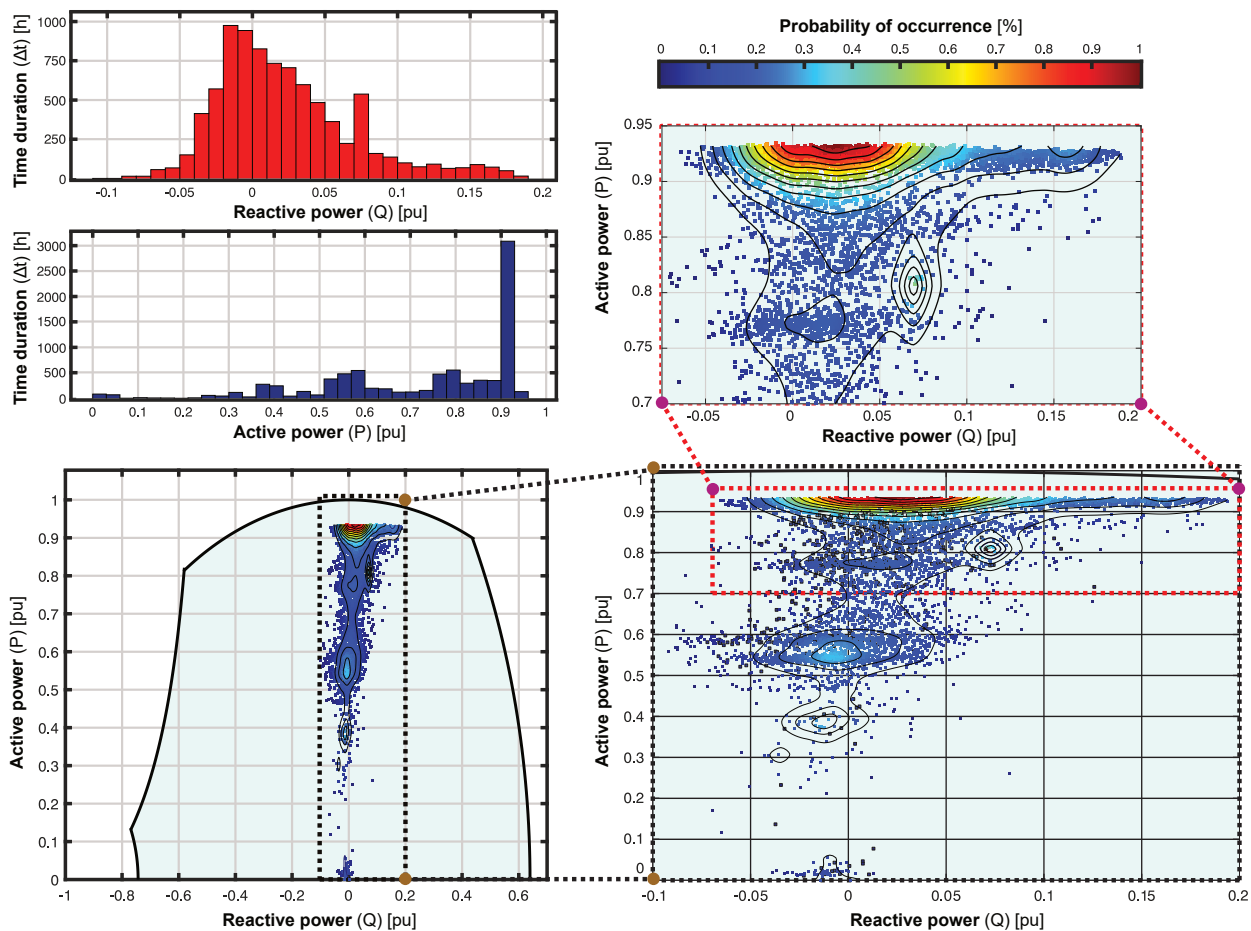 Time duration (Δt) [h]
1000
750
500
250
0
-0.1 -0.05 0 0.05 0.1 0.15 0.2
Reactive power (Q) [pu]
Time duration (Δt) [h]
3000
2500
2000
1500
1000
500
0
0 0.1 0.2 0.3 0.4 0.5 0.6 0.7 0.8 0.9 1
Active power (P) [pu]
Probability of occurrence [%]
0 0.1 0.2 0.3 0.4 0.5 0.6 0.7 0.8 0.9 1
Active power (P) [pu]
0.95
0.9
0.85
0.8
0.75
0.7
-0.05 0 0.05 0.1 0.15 0.2
Reactive power (Q) [pu]
Active power (P) [pu]
1
0.9
0.8
0.7
0.6
0.5
0.4
0.3
0.2
0.1
0
-1 -0.8 -0.6 -0.4 -0.2 0 0.2 0.4 0.6
Reactive power (Q) [pu]
Active power (P) [pu]
1
0.9
0.8
0.7
0.6
0.5
0.4
0.3
0.2
0.1
0
-0.1 -0.05 0 0.05 0.1 0.15 0.2
Reactive power (Q) [pu]